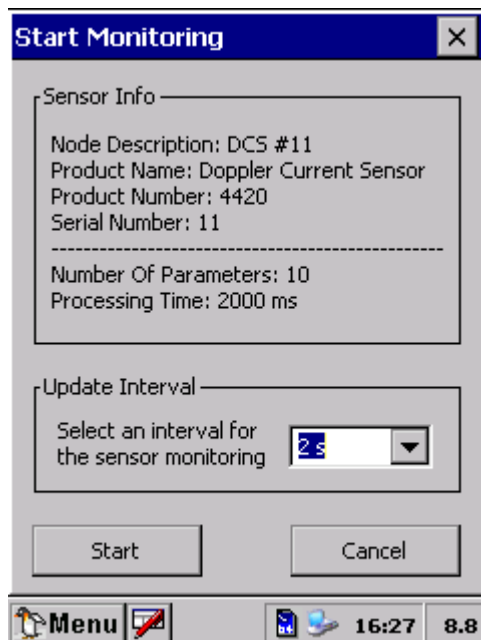 Start Monitoring
Sensor Info
Node Description: DCS #11
Product Name: Doppler Current Sensor
Product Number: 4420
Serial Number: 11
--------------------------------------------------
Number Of Parameters: 10
Processing Time: 2000 ms
Update Interval
Select an interval for
the sensor monitoring
2 s
Start
Cancel
Menu
16:27
8.8